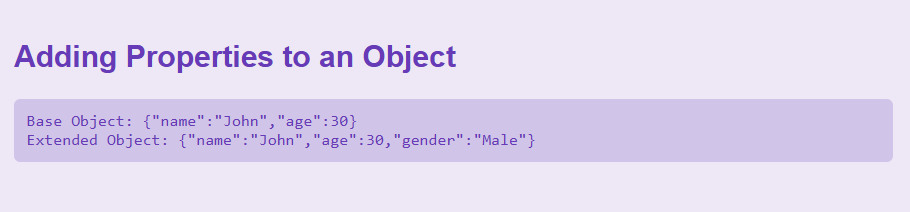 Adding Properties to an Object
Base Object: {"name":"John","age":30}
Extended Object: {"name":"John","age":30,"gender":"Male"}